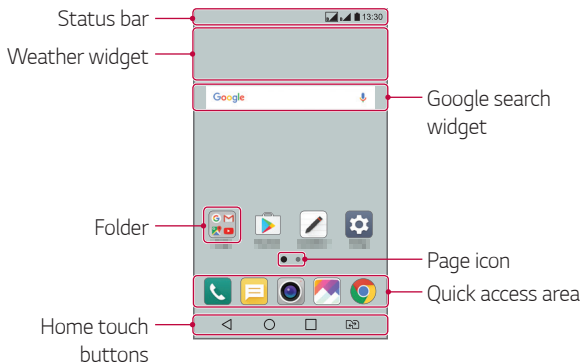 Status bar
13:30
Weather widget
Google
Google search
widget
Folder
Page icon
Quick access area
Home touch
buttons